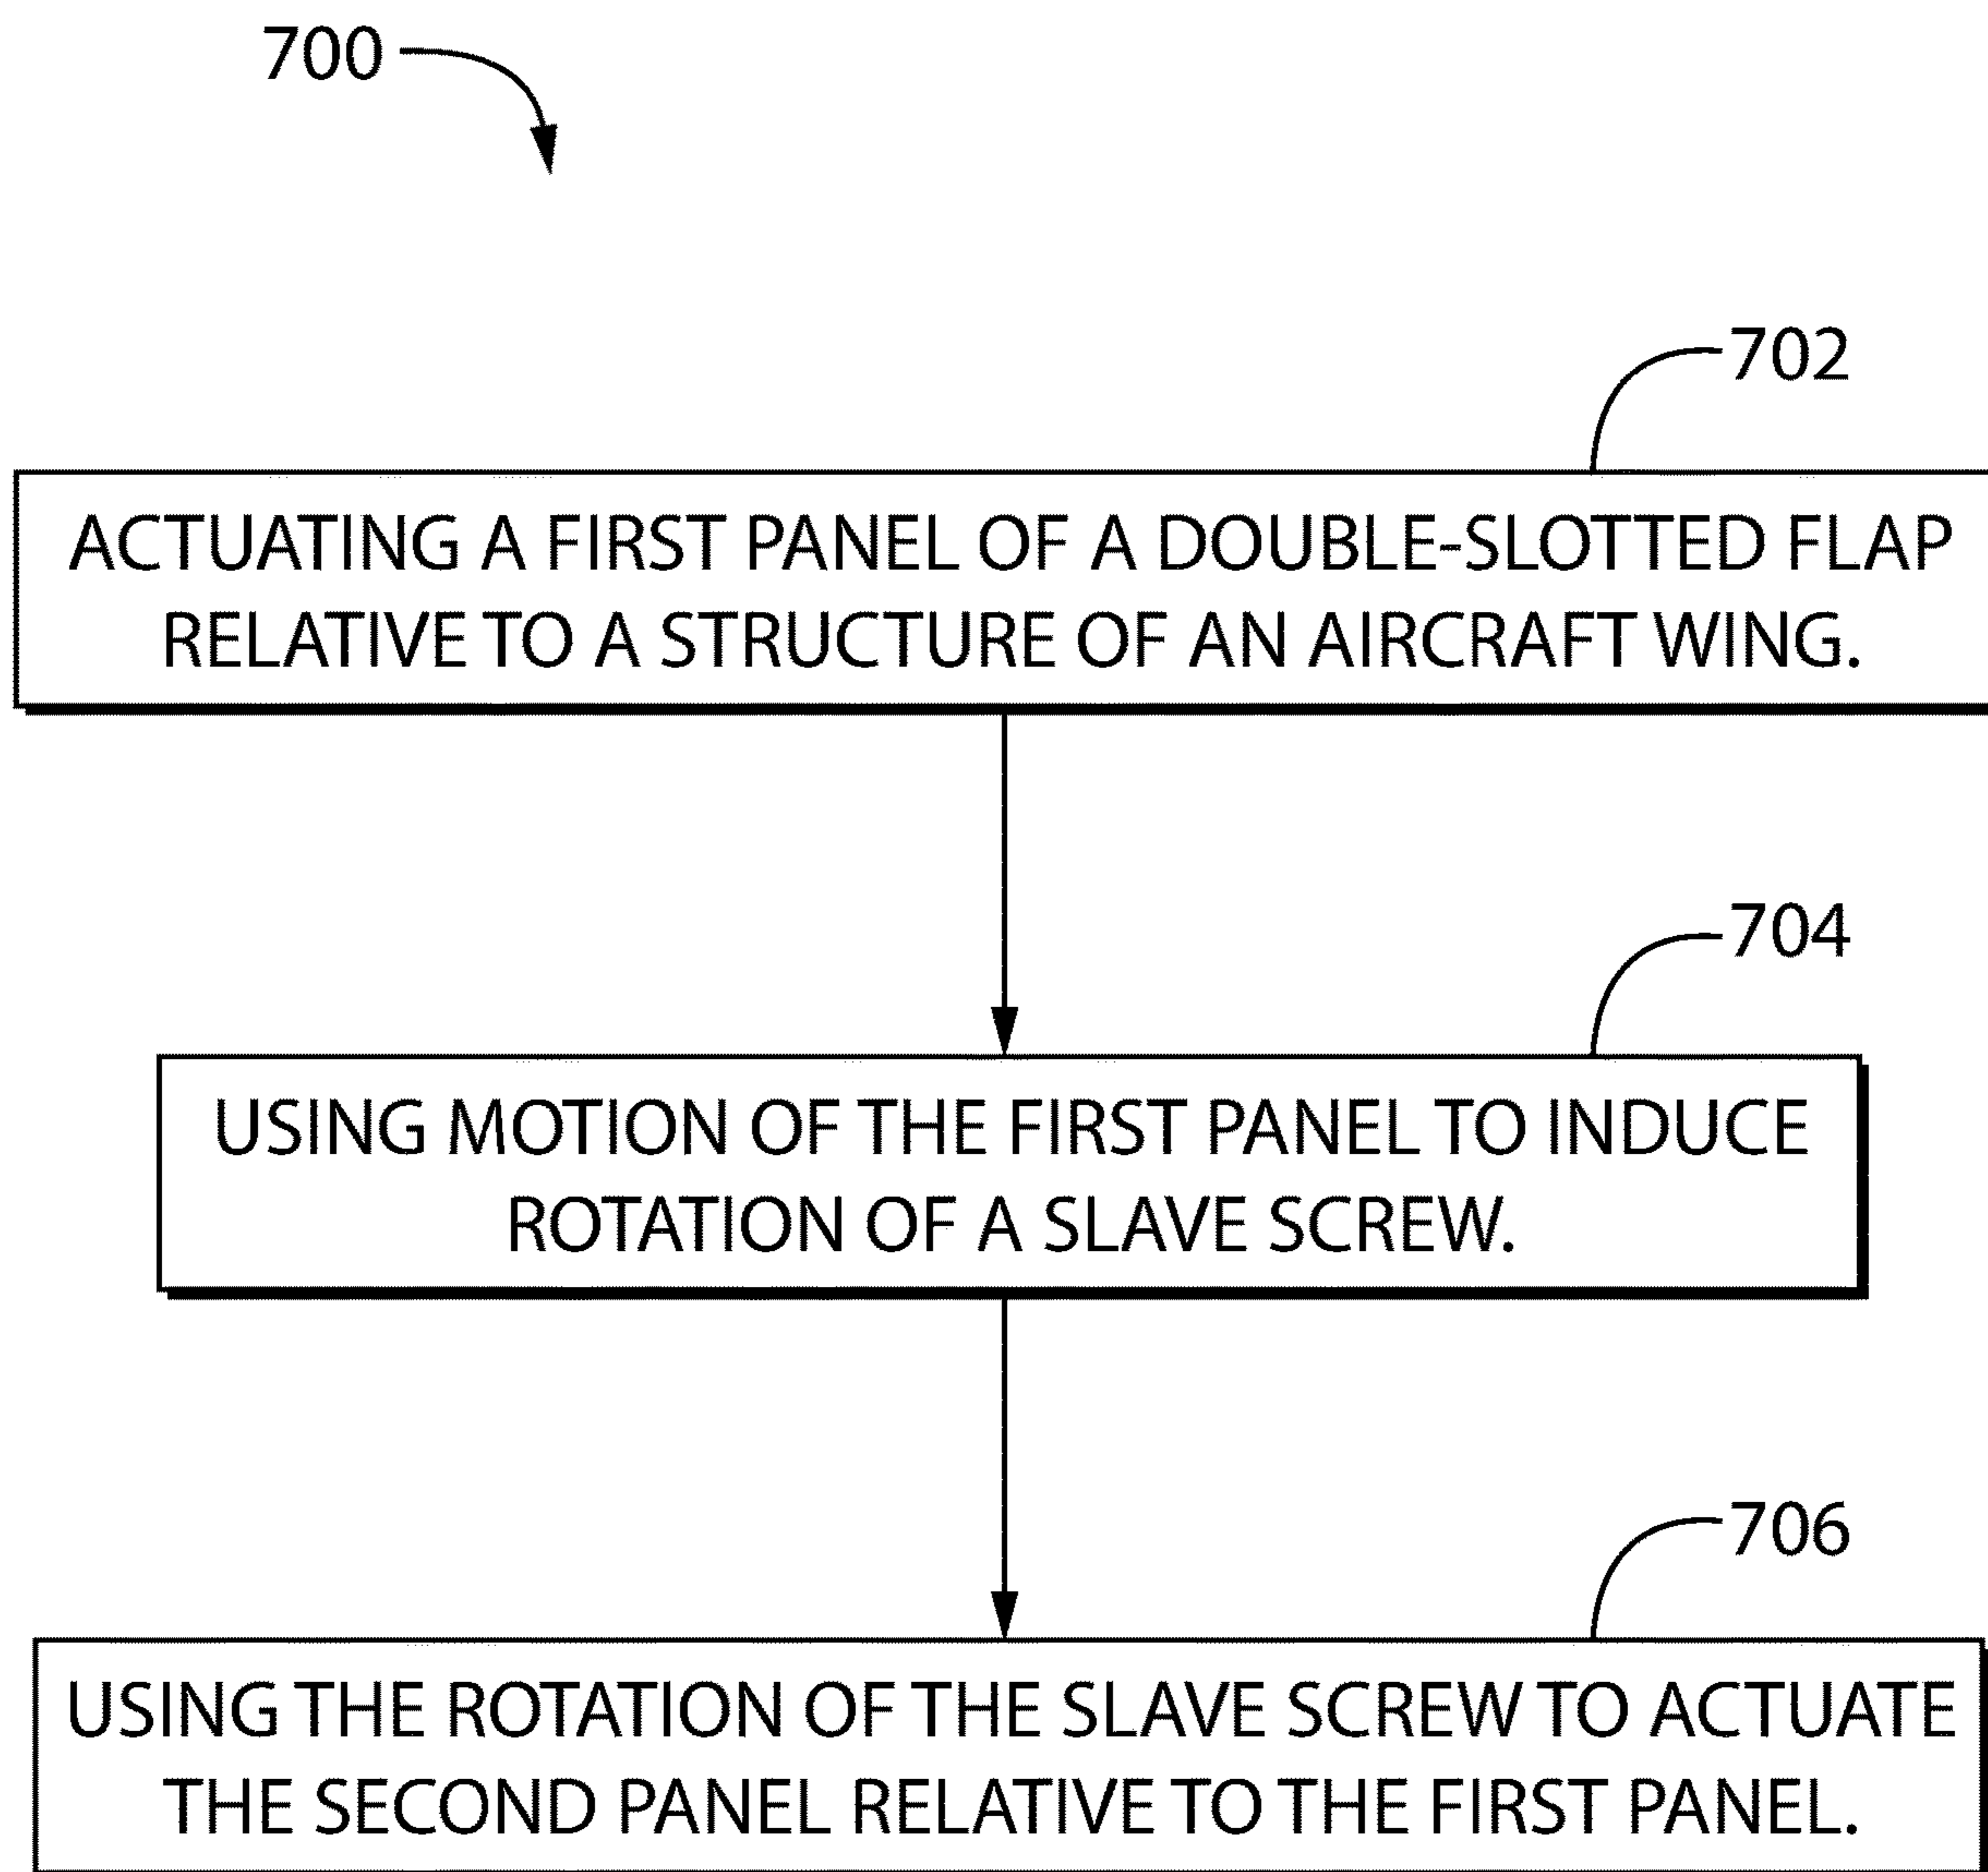 700
702
ACTUATING A FIRST PANEL OF A DOUBLE-SLOTTED FLAP
RELATIVE TO A STRUCTURE OF AN AIRCRAFT WING.
704
USING MOTION OF THE FIRST PANEL TO INDUCE
ROTATION OF A SLAVE SCREW.
706
USING THE ROTATION OF THE SLAVE SCREW TO ACTUATE
THE SECOND PANEL RELATIVE TO THE FIRST PANEL.